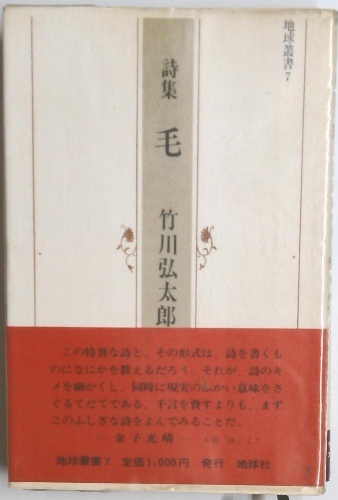 地球叢書7
詩集 毛
竹川弘太郎
この特異な詩と、その形式は、詩を書くも
のになにかを教えるだろう。それが、詩のキ
メを細かくし、同時に現実の細かい意味をさ
ぐるてだてである。千言を費すよりも、まず
このふしぎな詩をよんでみることだ。
―金子光晴―
地球叢書7 定価1,000円 発行 地球社